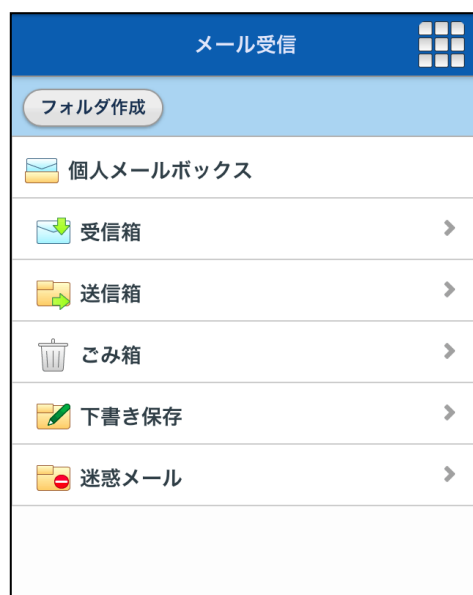 メール受信
フォルダ作成
個人メールボックス
受信箱
送信箱
ごみ箱
下書き保存
迷惑メール